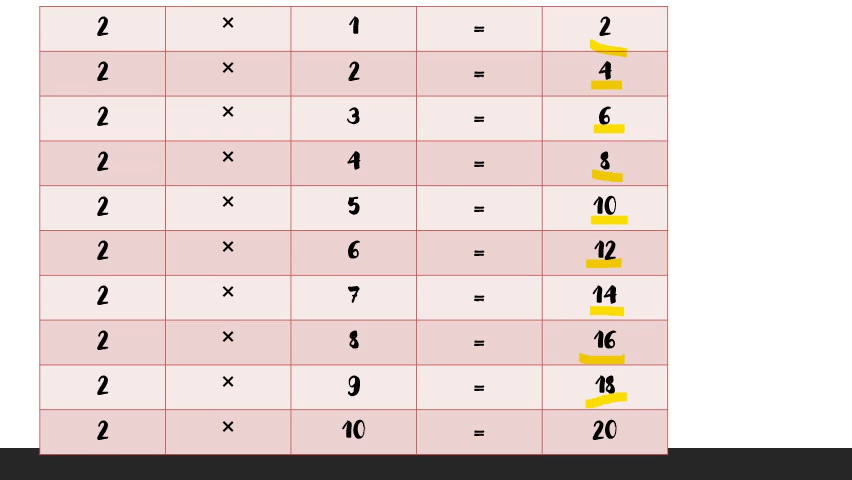 2 × 1 = 2
2 × 2 = 4
2 × 3 = 6
2 × 4 = 8
2 × 5 = 10
2 × 6 = 12
2 × 7 = 14
2 × 8 = 16
2 × 9 = 18
2 × 10 = 20